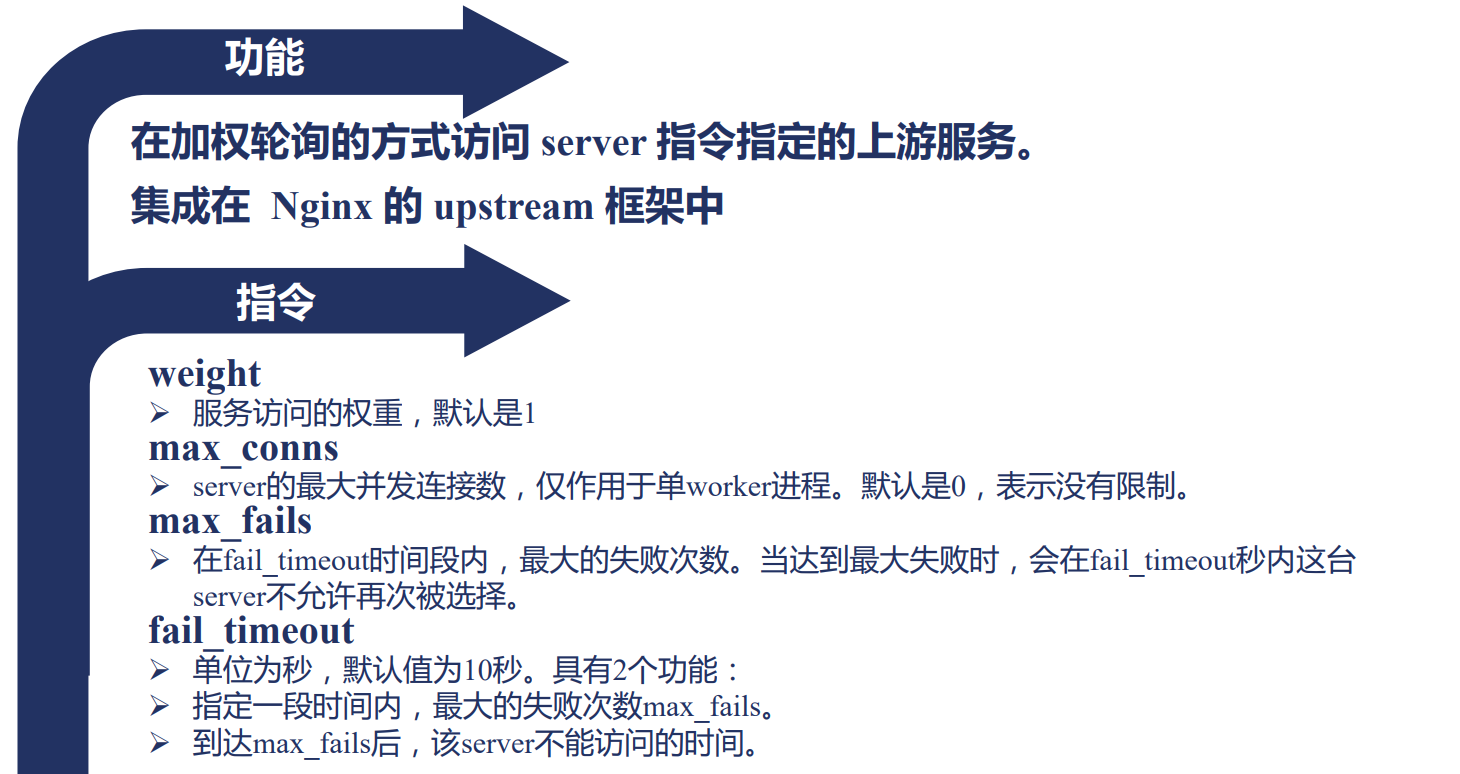 功能
在加权轮询的方式访问 server 指令指定的上游服务。
集成在 Nginx 的 upstream 框架中
指令
weight
➢ 服务访问的权重，默认是1
max_conns
➢ server的最大并发连接数，仅作用于单worker进程。默认是0，表示没有限制。
max_fails
➢ 在fail_timeout时间段内，最大的失败次数。当达到最大失败时，会在fail_timeout秒内这台
server不允许再次被选择。
fail_timeout
➢ 单位为秒，默认值为10秒。具有2个功能：
➢ 指定一段时间内，最大的失败次数max_fails。
➢ 到达max_fails后，该server不能访问的时间。